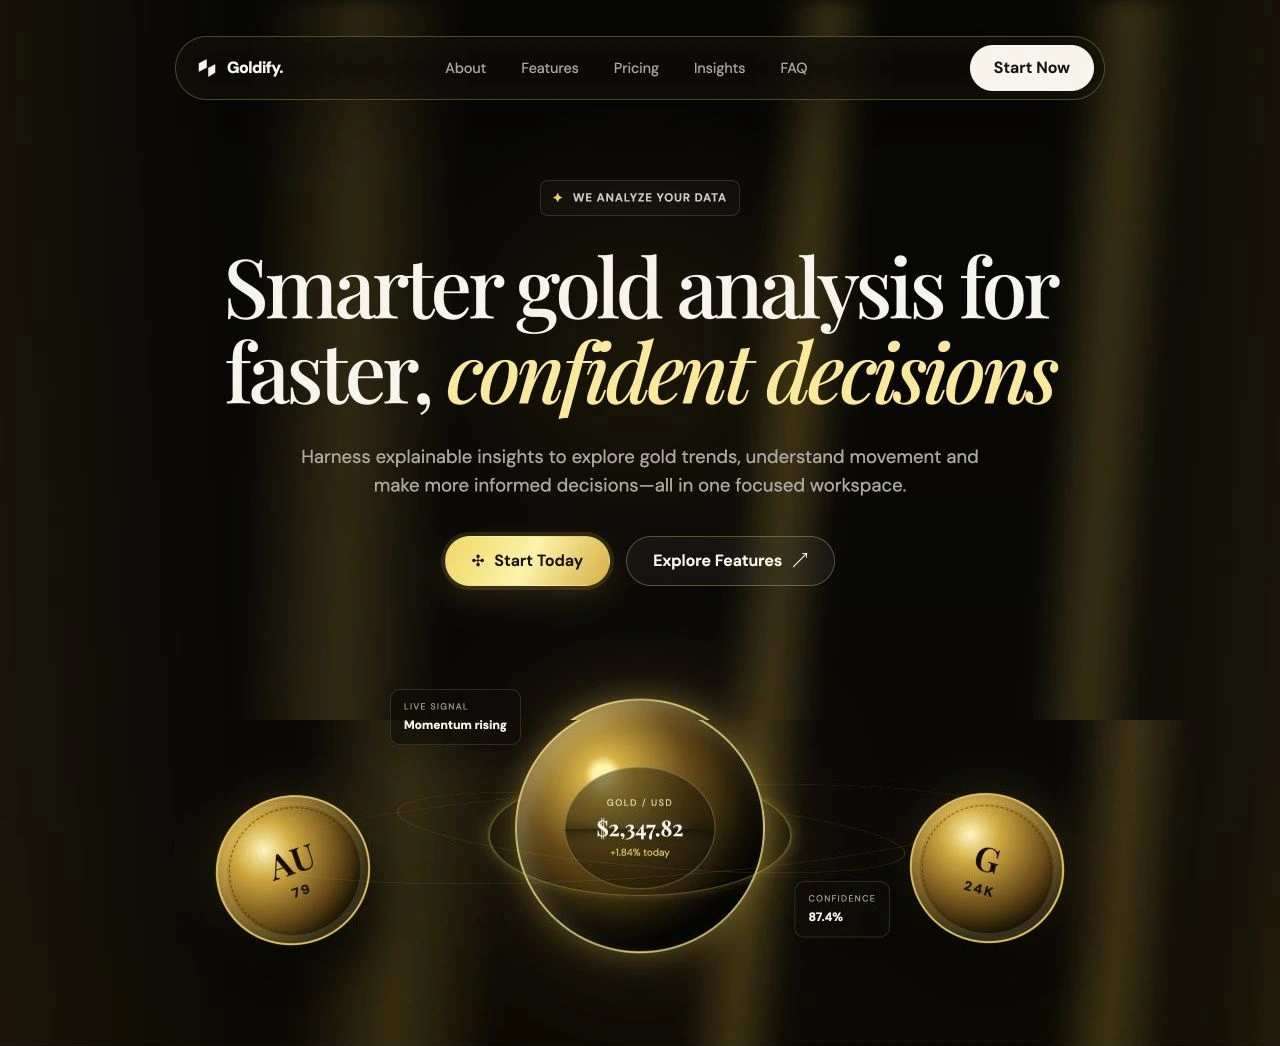 Goldify.
About
Features
Pricing
Insights
FAQ
Start Now
WE ANALYZE YOUR DATA
Smarter gold analysis for
faster, confident decisions
Harness explainable insights to explore gold trends, understand movement and
make more informed decisions—all in one focused workspace.
Start Today
Explore Features
LIVE SIGNAL
Momentum rising
GOLD / USD
$2,347.82
+1.84% today
AU
79
G
24K
CONFIDENCE
87.4%